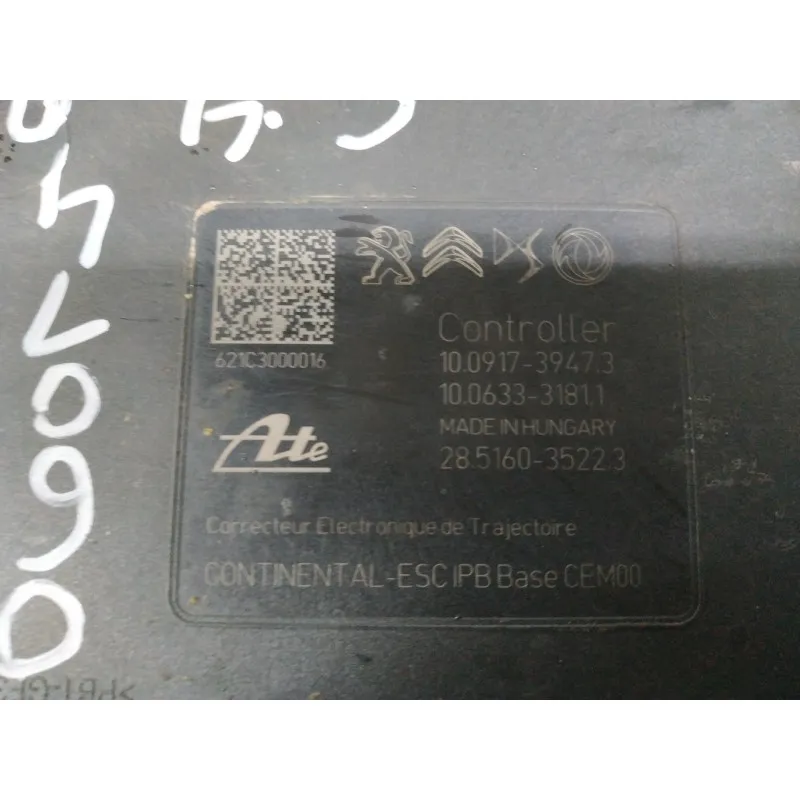 Controller
10.0917-3947.3
621C3000016
10.0633-3181.1
MADE IN HUNGARY
Ate
28.5160-3522.3
Correcteur Electronique de Trajectoire
CONTINENTAL-ESC IPB Base CEM00